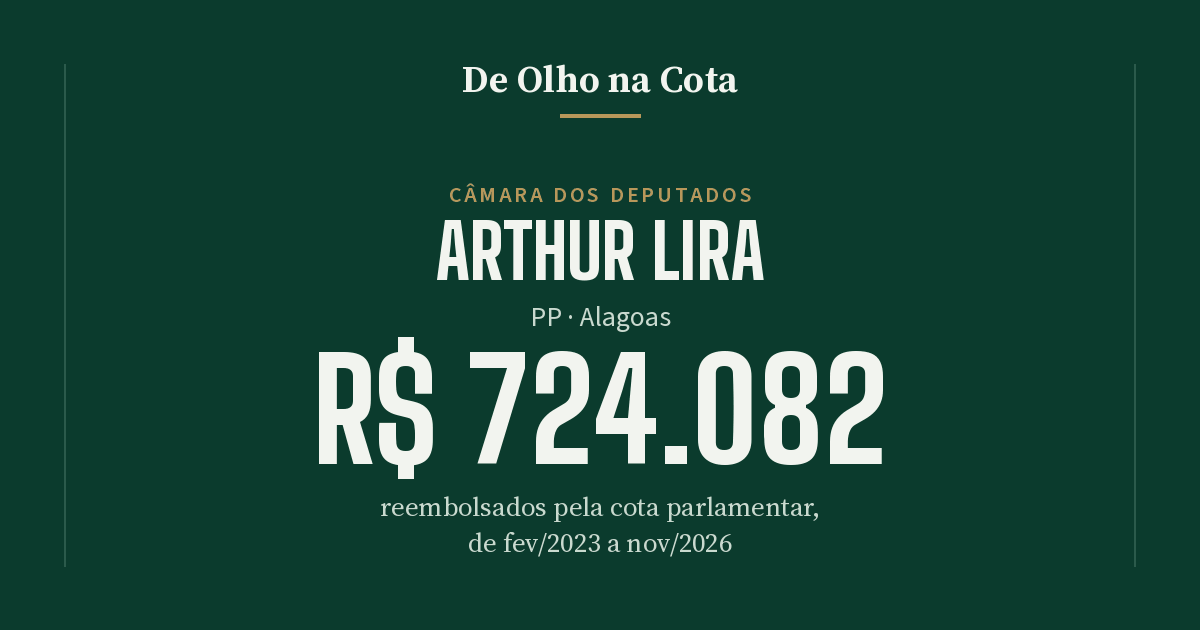 De Olho na Cota
CÂMARA DOS DEPUTADOS
ARTHUR LIRA
PP · Alagoas
R$ 724.082
reembolsados pela cota parlamentar,
de fev/2023 a nov/2026